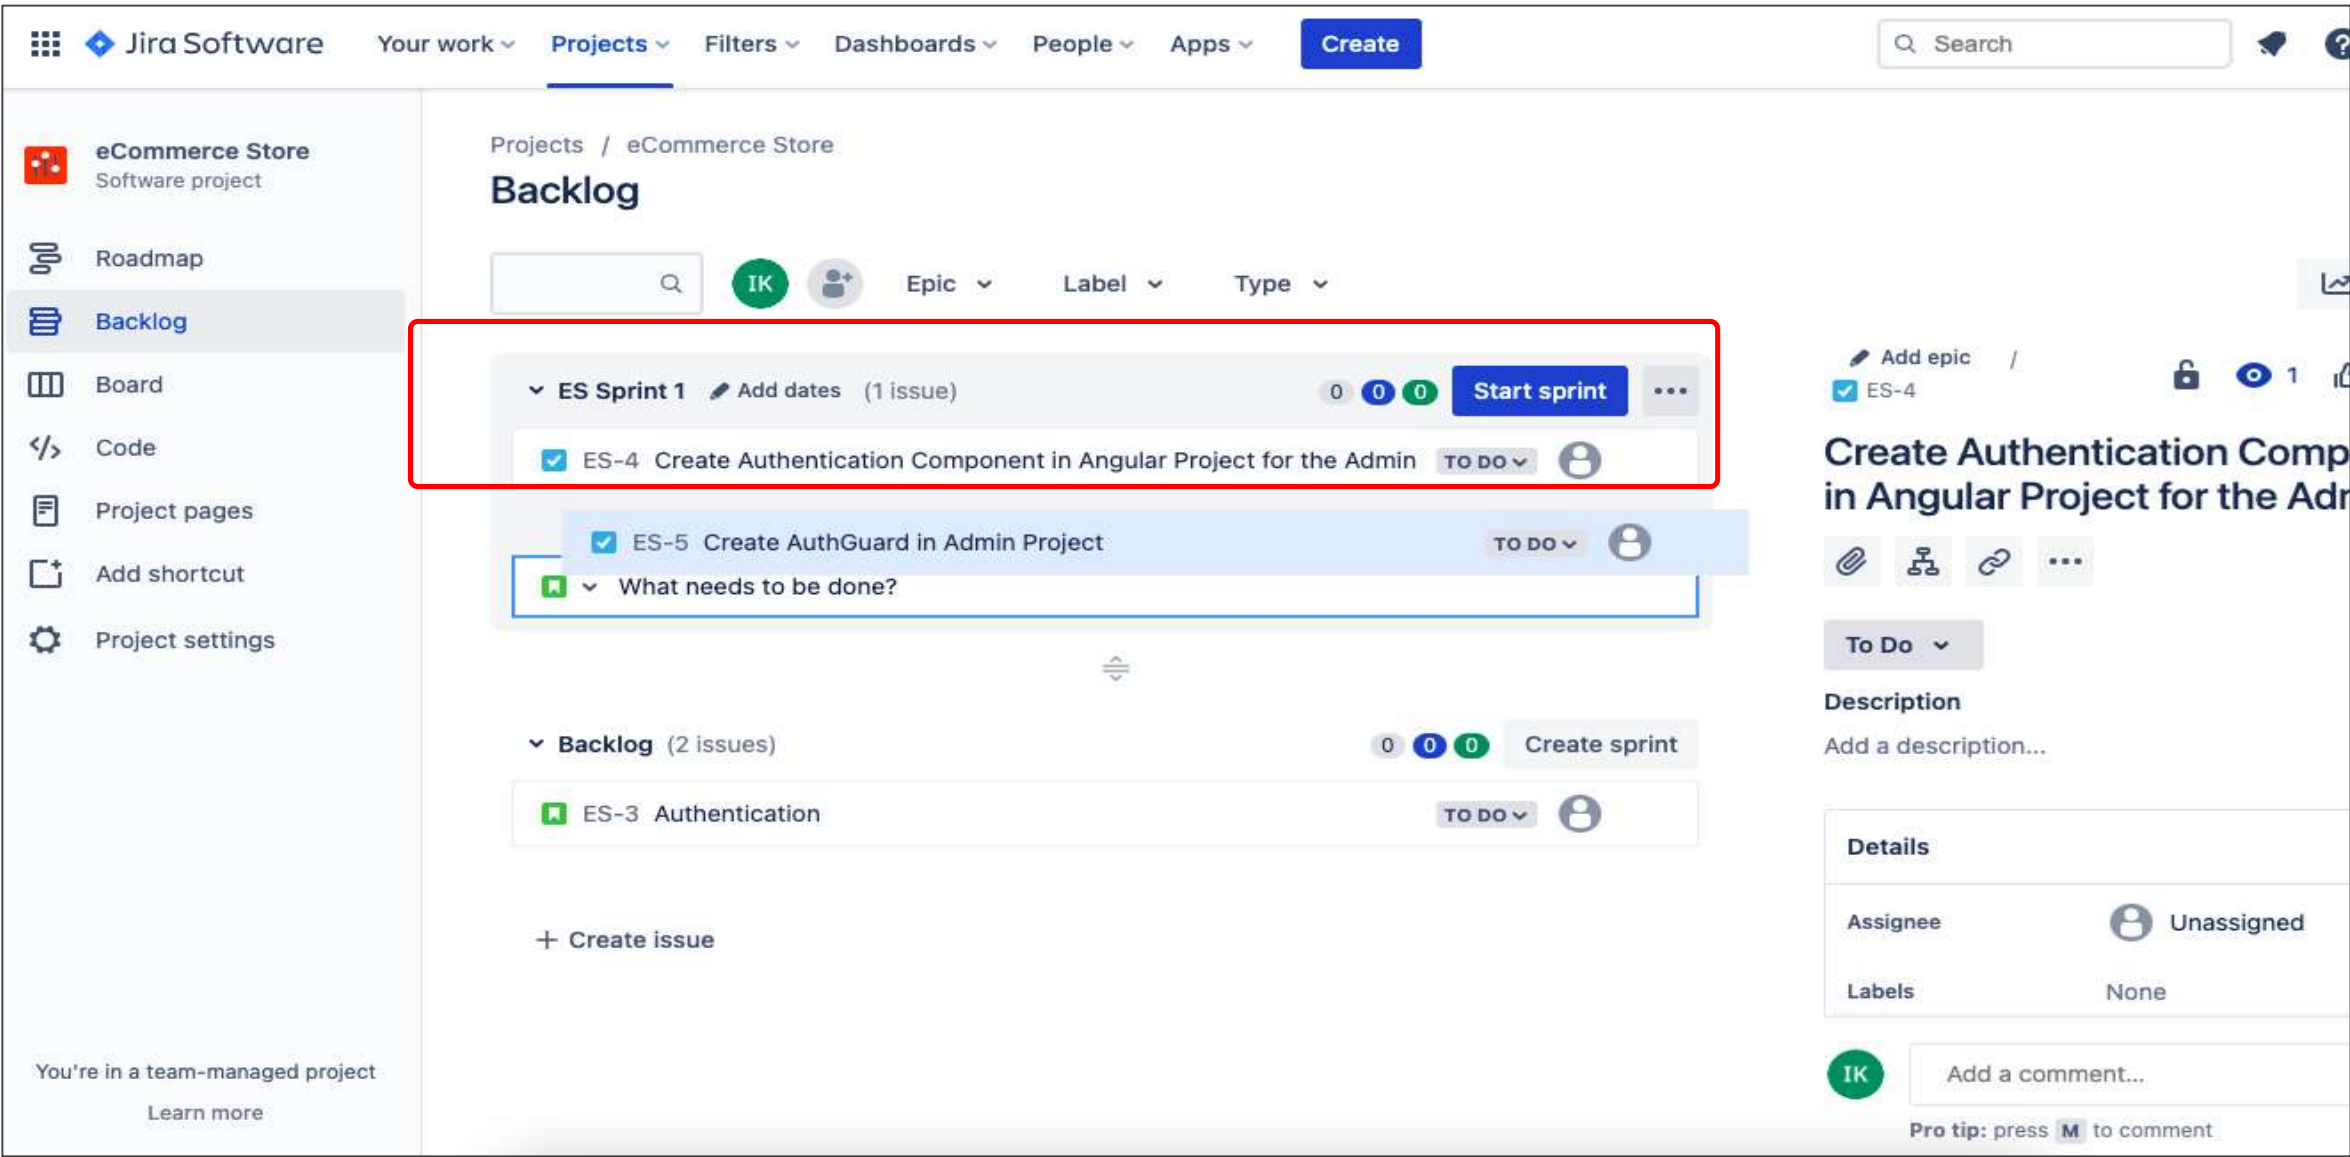 Jira Software Your work Projects Filters Dashboards People Apps Create Search ?
eCommerce Store
Software project
Roadmap
Backlog
Board
Code
Project pages
Add shortcut
Project settings
You're in a team-managed project
Learn more
Projects / eCommerce Store
Backlog
IK Epic Label Type
ES Sprint 1 Add dates (1 issue) 0 0 0 Start sprint
ES-4 Create Authentication Component in Angular Project for the Admin TO DO
ES-5 Create AuthGuard in Admin Project TO DO
What needs to be done?
Backlog (2 issues) 0 0 0 Create sprint
ES-3 Authentication TO DO
+ Create issue
Add epic /
ES-4 1
Create Authentication Comp
in Angular Project for the Adr
To Do
Description
Add a description...
Details
Assignee Unassigned
Labels None
IK Add a comment...
Pro tip: press M to comment